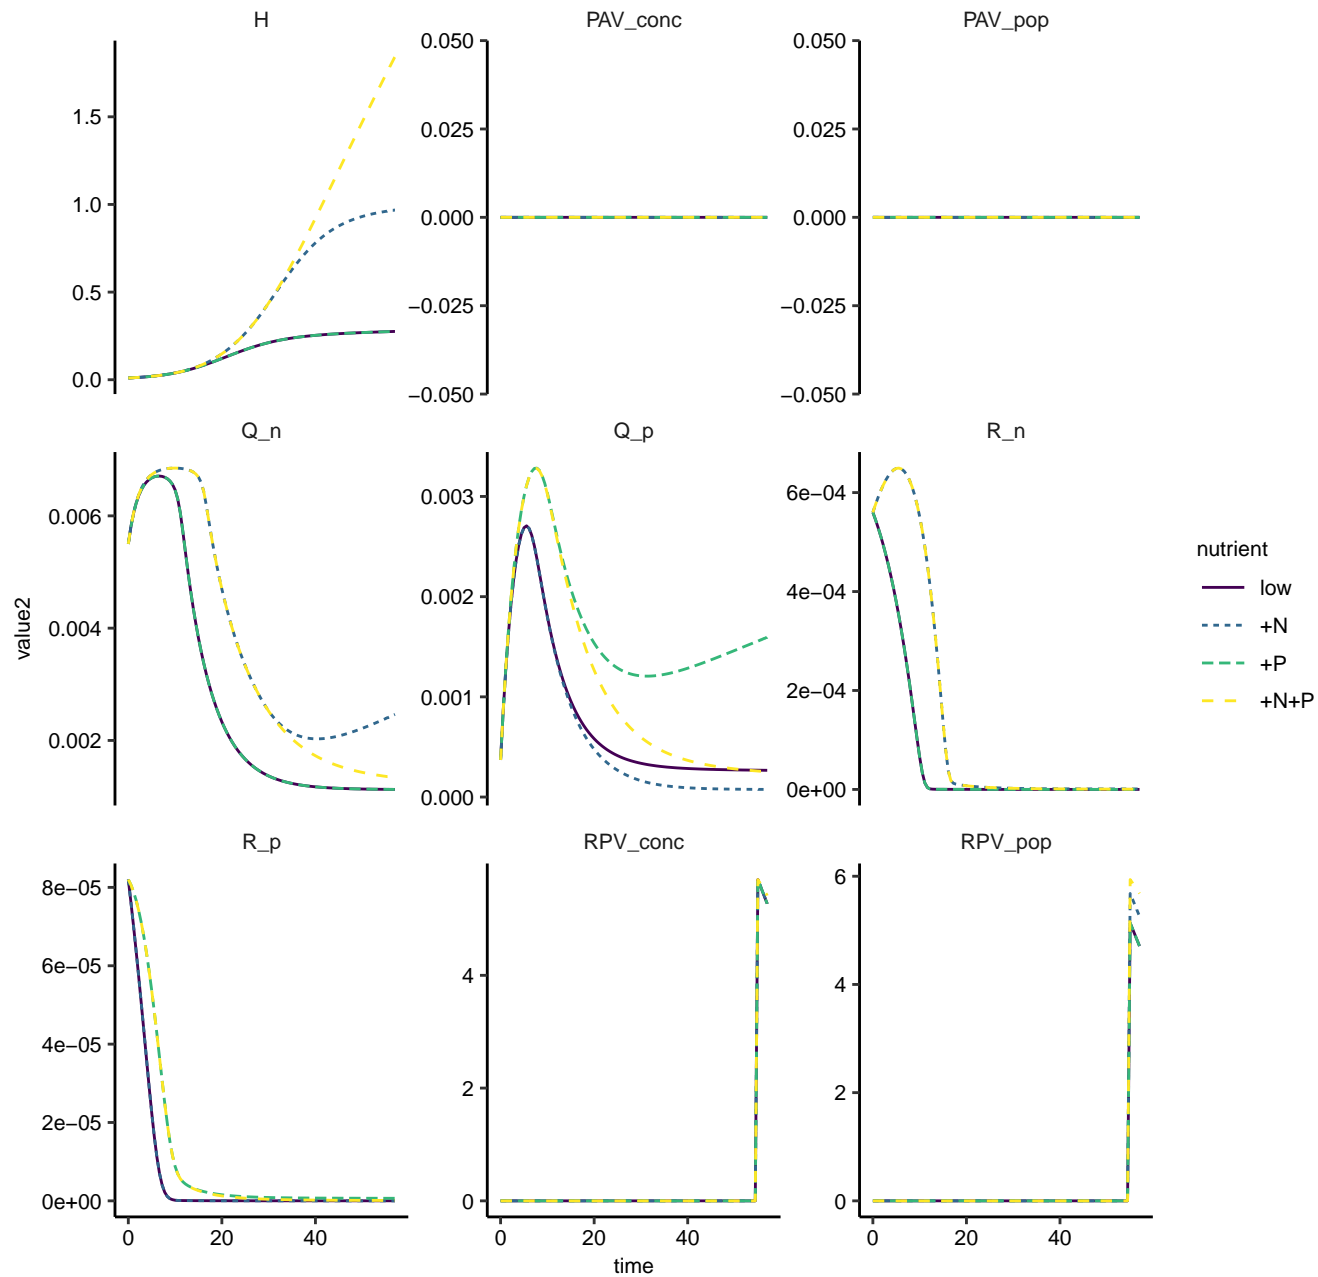 H
PAV_conc
PAV_pop
1.5
1.0
0.5
0.0
0.050
0.025
0.000
−0.025
−0.050
0.050
0.025
0.000
−0.025
−0.050
Q_n
Q_p
R_n
0.006
0.004
0.002
0.003
0.002
0.001
0.000
6e−04
4e−04
2e−04
0e+00
R_p
RPV_conc
RPV_pop
8e−05
6e−05
4e−05
2e−05
0e+00
4
2
0
6
4
2
0
0 20 40
0 20 40
0 20 40
time
value2
nutrient
low
+N
+P
+N+P